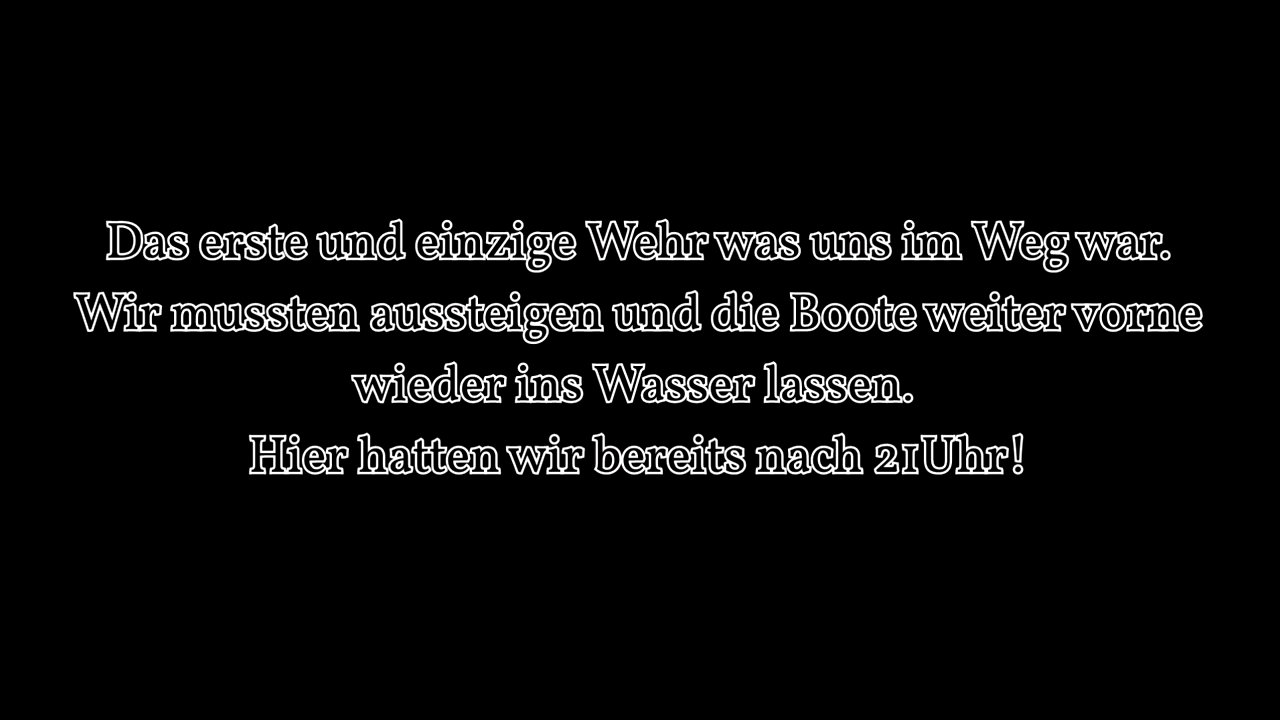 Das erste und einzige Wehr was uns im Weg war.
Wir mussten aussteigen und die Boote weiter vorne
wieder ins Wasser lassen.
Hier hatten wir bereits nach 21Uhr!